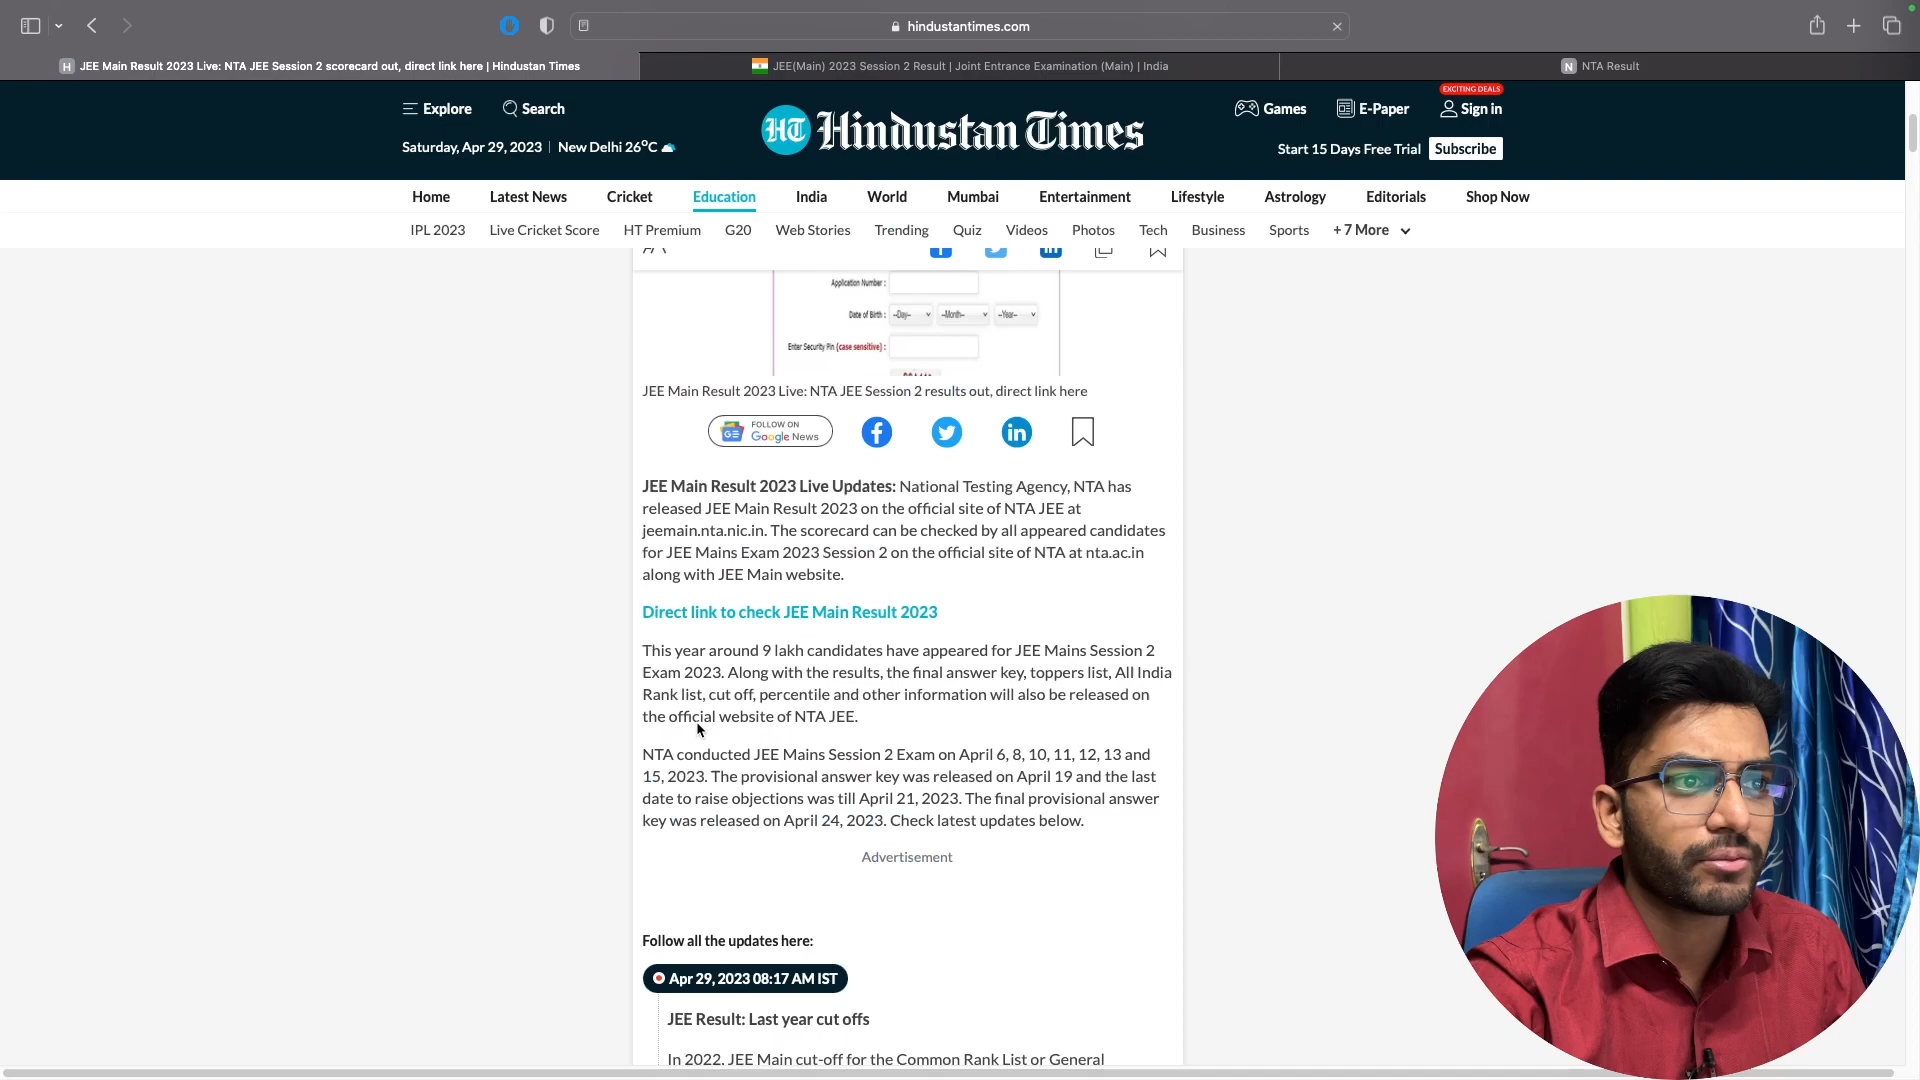 hindustantimes.com
JEE Main Result 2023 Live: NTA JEE Session 2 scorecard out, direct link here | Hindustan Times
JEE(Main) 2023 Session 2 Result | Joint Entrance Examination (Main) | India
NTA Result
Explore
Search
HT Hindustan Times
Games
E-Paper
EXCITING DEALS
Sign in
Saturday, Apr 29, 2023 | New Delhi 26°C
Start 15 Days Free Trial
Subscribe
Home Latest News Cricket Education India World Mumbai Entertainment Lifestyle Astrology Editorials Shop Now
IPL 2023 Live Cricket Score HT Premium G20 Web Stories Trending Quiz Videos Photos Tech Business Sports + 7 More
Application Number :
Date of Birth : --Day-- --Month-- --Year--
Enter Security Pin (case sensitive) :
JEE Main Result 2023 Live: NTA JEE Session 2 results out, direct link here
GE FOLLOW ON
Google News
JEE Main Result 2023 Live Updates: National Testing Agency, NTA has
released JEE Main Result 2023 on the official site of NTA JEE at
jeemain.nta.nic.in. The scorecard can be checked by all appeared candidates
for JEE Mains Exam 2023 Session 2 on the official site of NTA at nta.ac.in
along with JEE Main website.
Direct link to check JEE Main Result 2023
This year around 9 lakh candidates have appeared for JEE Mains Session 2
Exam 2023. Along with the results, the final answer key, toppers list, All India
Rank list, cut off, percentile and other information will also be released on
the official website of NTA JEE.
NTA conducted JEE Mains Session 2 Exam on April 6, 8, 10, 11, 12, 13 and
15, 2023. The provisional answer key was released on April 19 and the last
date to raise objections was till April 21, 2023. The final provisional answer
key was released on April 24, 2023. Check latest updates below.
Advertisement
Follow all the updates here:
Apr 29, 2023 08:17 AM IST
JEE Result: Last year cut offs
In 2022, JEE Main cut-off for the Common Rank List or General